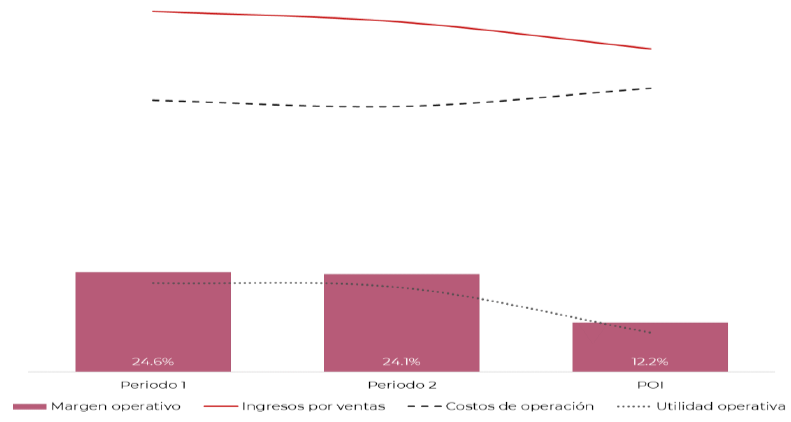 24.6%
24.1%
12.2%
Periodo 1
Periodo 2
POI
Margen operativo
Ingresos por ventas
Costos de operación
Utilidad operativa